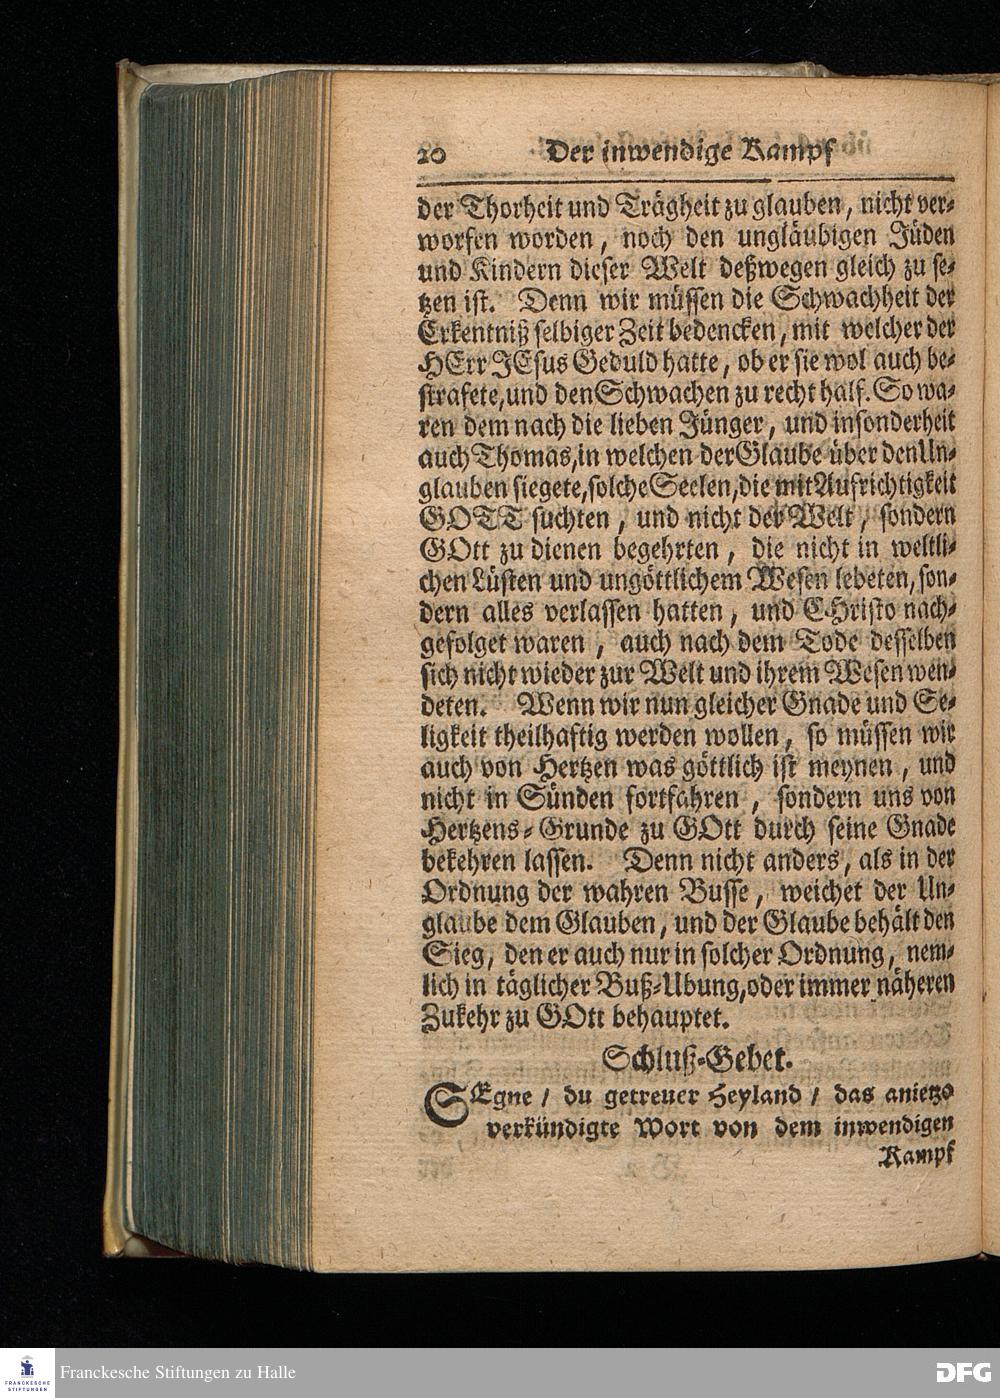 20 Der inwendige Kampf
der Thorheit und Trägheit zu glauben, nicht ver-
worfen worden, noch den ungläubigen Jüden
und Kindern dieser Welt deßwegen gleich zu se-
tzen ist. Denn wir müssen die Schwachheit der
Erkentniß selbiger Zeit bedencken, mit welcher der
HErr JEsus Geduld hatte, ob er sie wol auch be-
strafete, und den Schwachen zu recht half. So wa-
ren dem nach die lieben Jünger, und insonderheit
auch Thomas, in welchen der Glaube über den Un-
glauben siegete, solche Seelen, die mit Aufrichtigkeit
GOTT suchten, und nicht der Welt, sondern
GOtt zu dienen begehrten, die nicht in weltli-
chen Lüsten und ungöttlichem Wesen lebeten, son-
dern alles verlassen hatten, und CHristo nach-
gefolget waren, auch nach dem Tode desselben
sich nicht wieder zur Welt und ihrem Wesen wen-
deten. Wenn wir nun gleicher Gnade und Se-
ligkeit theilhaftig werden wollen, so müssen wir
auch von Hertzen was göttlich ist meynen, und
nicht in Sünden fortfahren, sondern uns von
Hertzens-Grunde zu GOtt durch seine Gnade
bekehren lassen. Denn nicht anders, als in der
Ordnung der wahren Busse, weichet der Un-
glaube dem Glauben, und der Glaube behält den
Sieg, den er auch nur in solcher Ordnung, nem-
lich in täglicher Buß-Ubung, oder immer näheren
Zukehr zu GOtt behauptet.
Schluß-Gebet.
SEgne / du getreuer Heyland / das anietzo
verkündigte Wort von dem inwendigen
Kampf
FRANCKESCHE STIFTUNGEN
Franckesche Stiftungen zu Halle
DFG